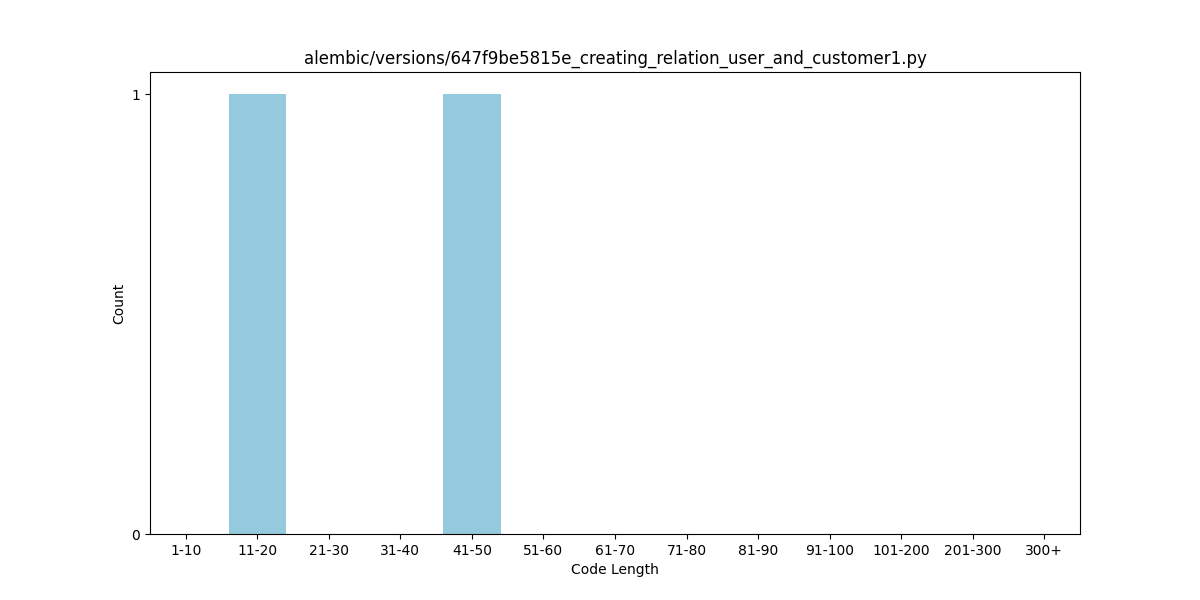 alembic/versions/647f9be5815e_creating_relation_user_and_customer1.py
1
Count
0
1-10 11-20 21-30 31-40 41-50 51-60 61-70 71-80 81-90 91-100 101-200 201-300 300+
Code Length